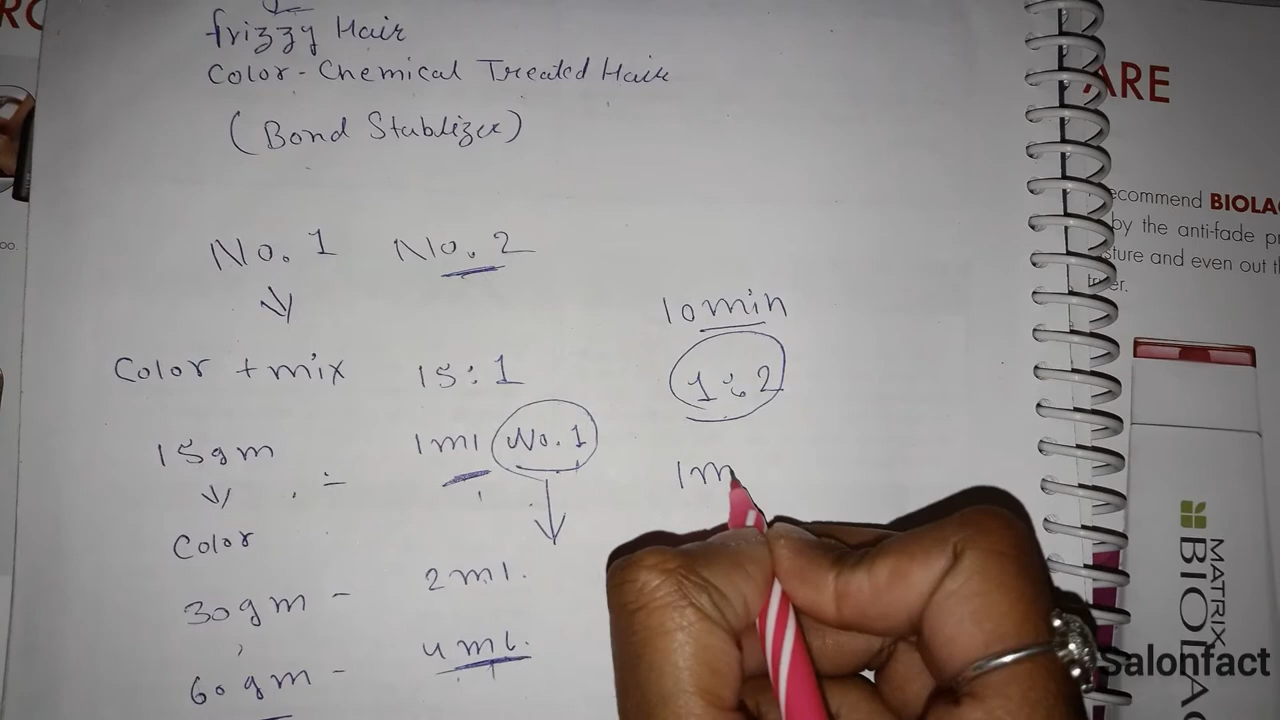 frizzy Hair
Color - Chemical Treated Hair
(Bond Stablizer)
No. 1 No. 2
10 min
Color + mix 15:1
1:2
15gm = 1ml No. 1
1m
Color
30gm - 2ml.
60gm - 4ml.
ARE
ecommend BIOLA
by the anti-fade p
sture and even out t
MATRIX
BIOLA
Salonfact